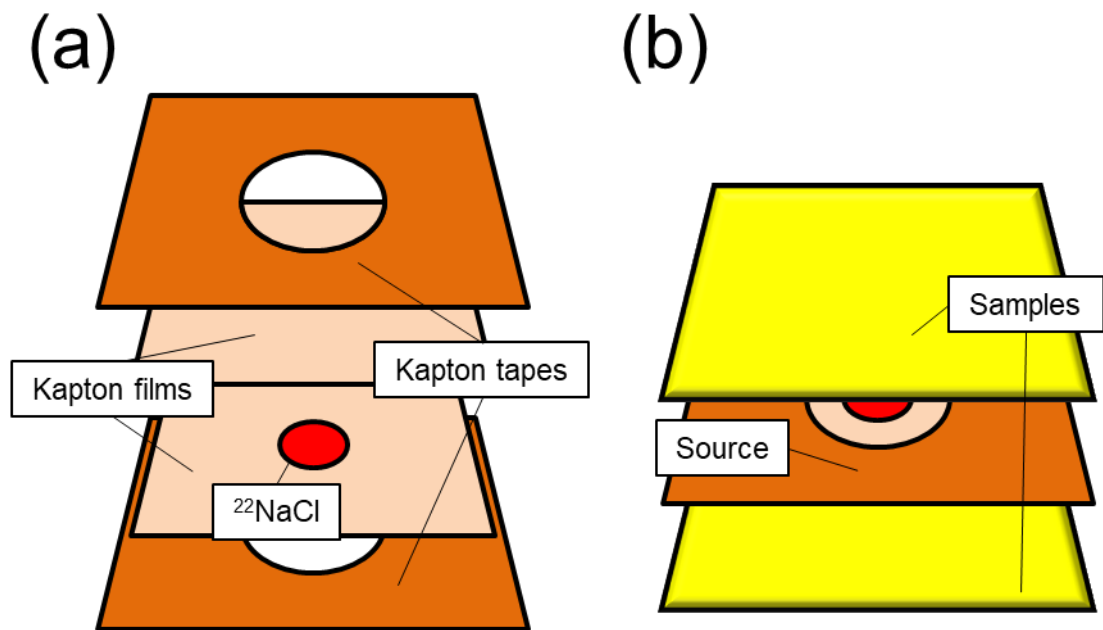 (a)
(b)
Samples
Kapton films
Kapton tapes
Source
²²NaCl